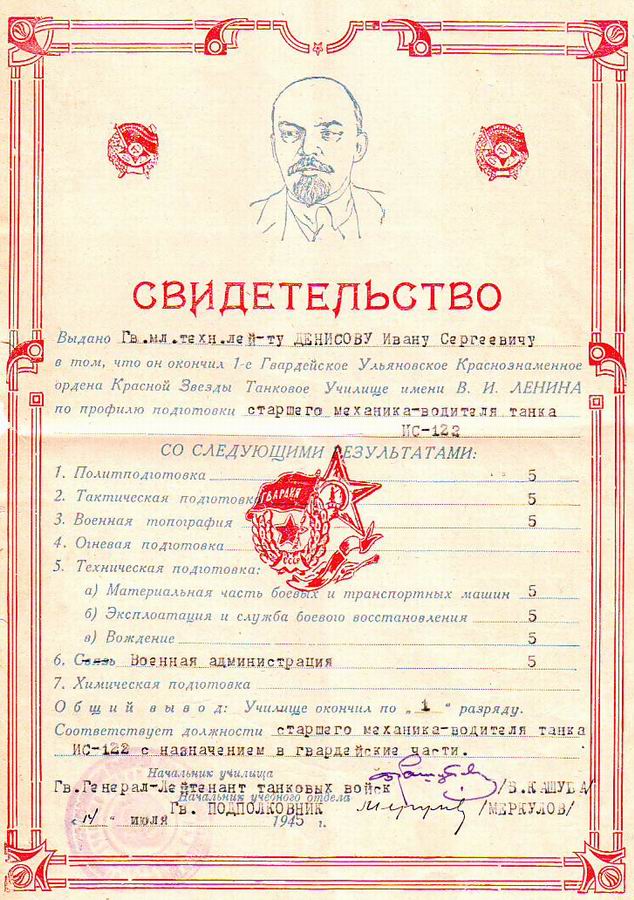 СВИДЕТЕЛЬСТВО
Выдано Гв.мл.техн.лей-ту ДЕНИСОВУ Ивану Сергеевичу
в том, что он окончил 1-е Гвардейское Ульяновское Краснознаменное
ордена Красной Звезды Танковое Училище имени В. И. ЛЕНИНА
по профилю подготовки старшего механика-водителя танка
ИС-122
СО СЛЕДУЮЩИМИ РЕЗУЛЬТАТАМИ:
1. Политподготовка 5
2. Тактическая подготовка 5
3. Военная топография 5
4. Огневая подготовка
ГВАРДИЯ
СССР
5. Техническая подготовка:
а) Материальная часть боевых и транспортных машин 5
б) Эксплоатация и служба боевого восстановления 5
в) Вождение 5
6. Связь Военная администрация 5
7. Химическая подготовка
Общий вывод: Училище окончил по „1“ разряду.
Соответствует должности старшего механика-водителя танка
ИС-122 с назначением в гвардейские части.
Начальник училища
Гв.Генерал-Лейтенант танковых войск /В.КАШУБА/
Начальник учебного отдела
Гв. ПОДПОЛКОВНИК /МЕРКУЛОВ/
„14“ июля 1945 г.